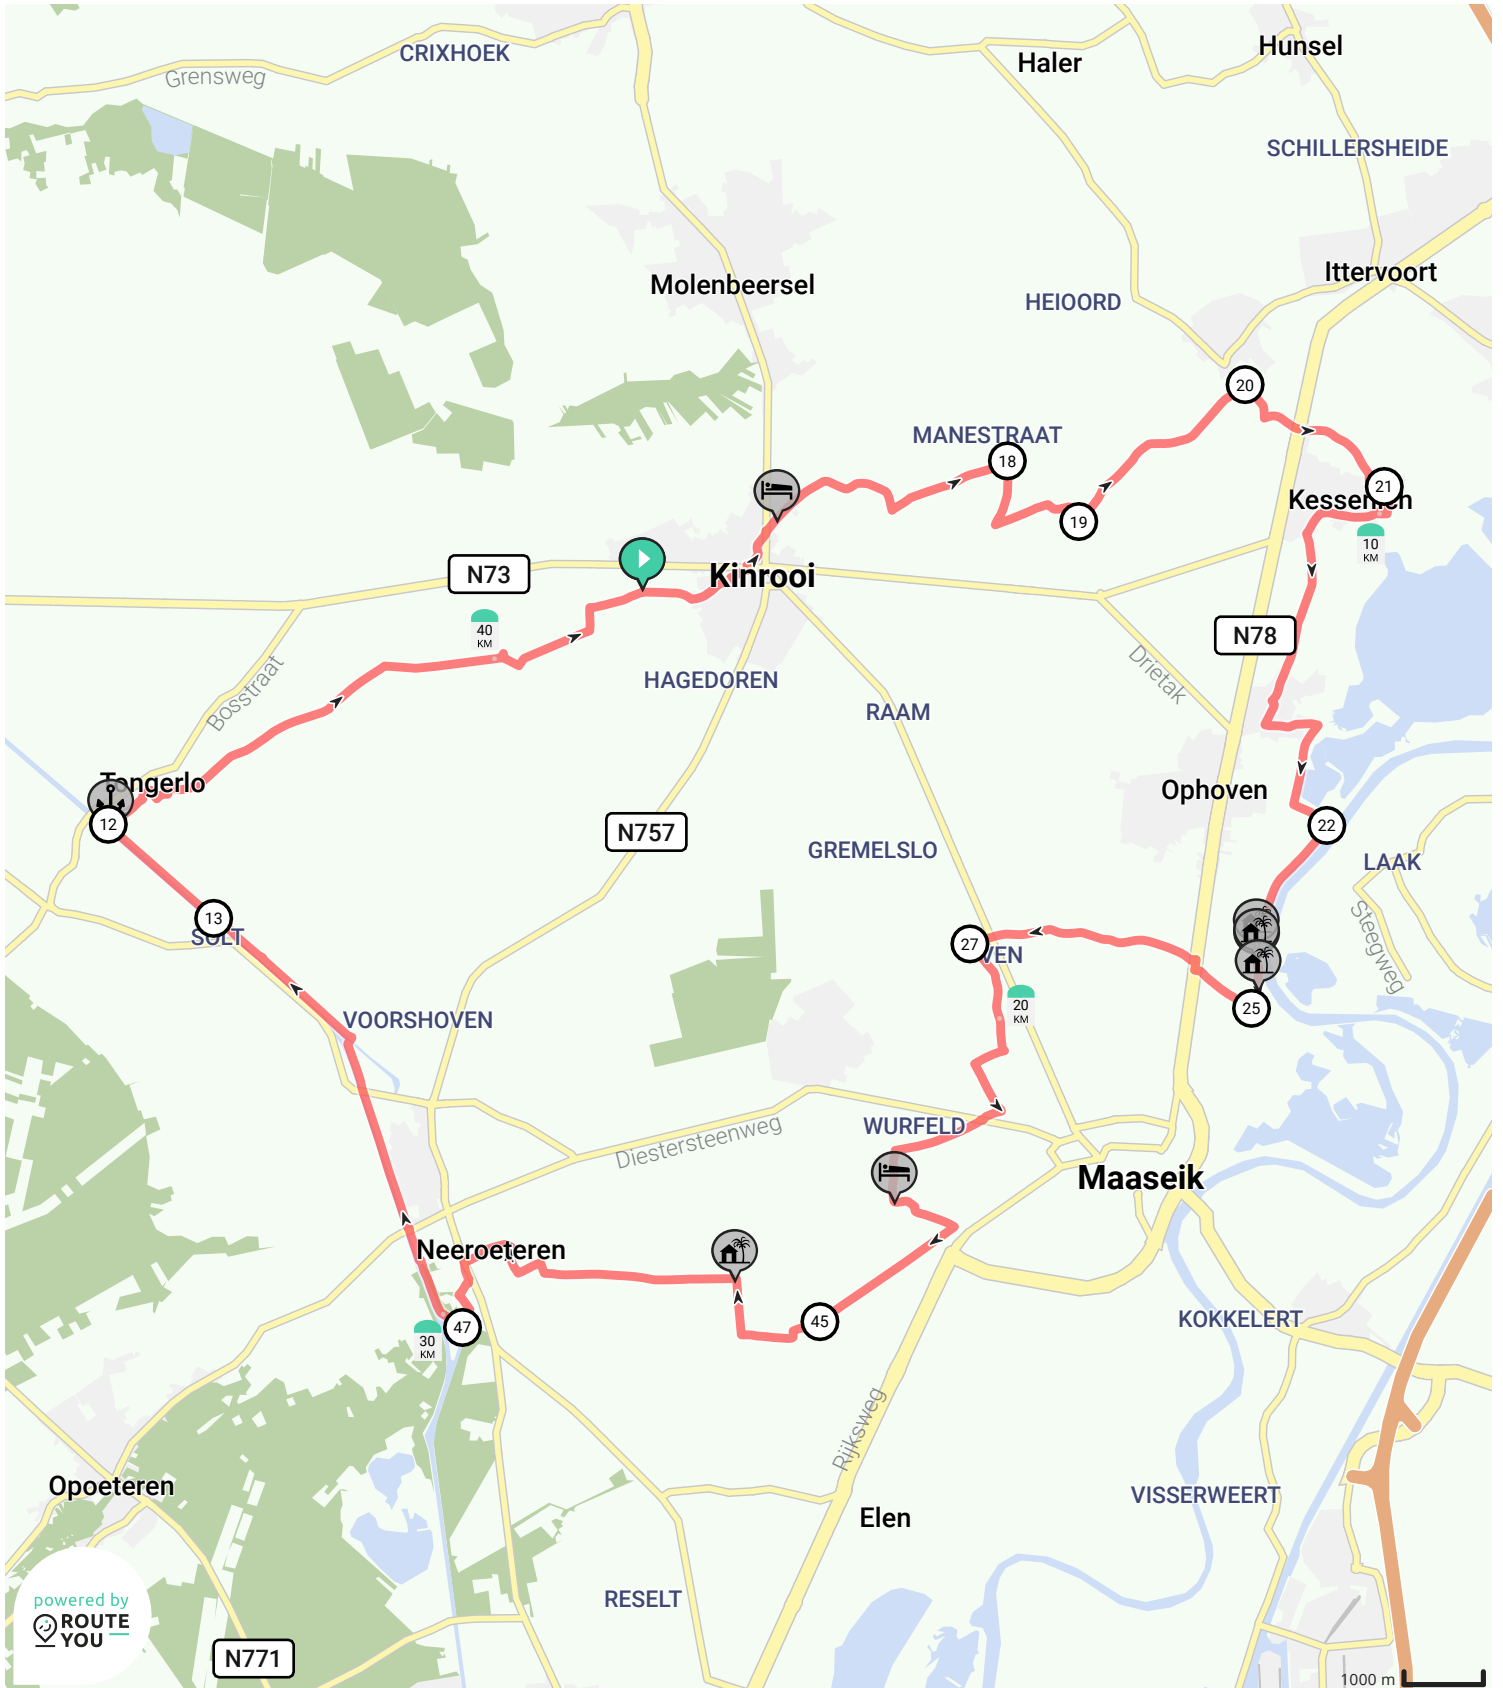 CRIXHOEK
Grensweg
Haler
Hunsel
SCHILLERSHEIDE
Molenbeersel
HEIOORD
Ittervoort
20
MANESTRAAT
18
21
Kessenich
19
10
KM
N73
Kinrooi
40
KM
N78
HAGEDOREN
Drietak
Bosstraat
RAAM
Tongerlo
Ophoven
12
N757
22
GREMELSLO
LAAK
13
SOLT
27
VEN
Steegweg
25
20
KM
VOORSHOVEN
WURFELD
Diestersteenweg
Maaseik
Neeroeteren
47
45
30
KM
KOKKELERT
Rijksweg
Opoeteren
VISSERWEERT
Elen
RESELT
powered by
ROUTE
YOU
N771
1000 m